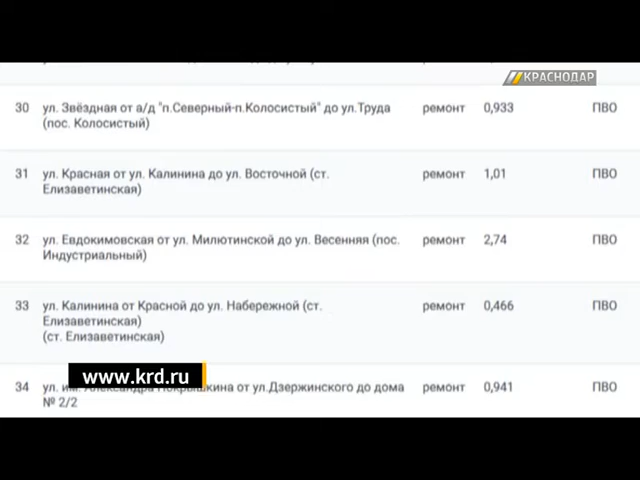 КРАСНОДАР
30 ул. Звёздная от а/д "п.Северный-п.Колосистый" до ул.Труда ремонт 0,933 ПВО
(пос. Колосистый)
31 ул. Красная от ул. Калинина до ул. Восточной (ст. ремонт 1,01 ПВО
Елизаветинская)
32 ул. Евдокимовская от ул. Милютинской до ул. Весенняя (пос. ремонт 2,74 ПВО
Индустриальный)
33 ул. Калинина от Красной до ул. Набережной (ст. ремонт 0,466 ПВО
Елизаветинская)
(ст. Елизаветинская)
www.krd.ru
34 ул. им. Александра Покрышкина от ул.Дзержинского до дома ремонт 0,941 ПВО
№ 2/2